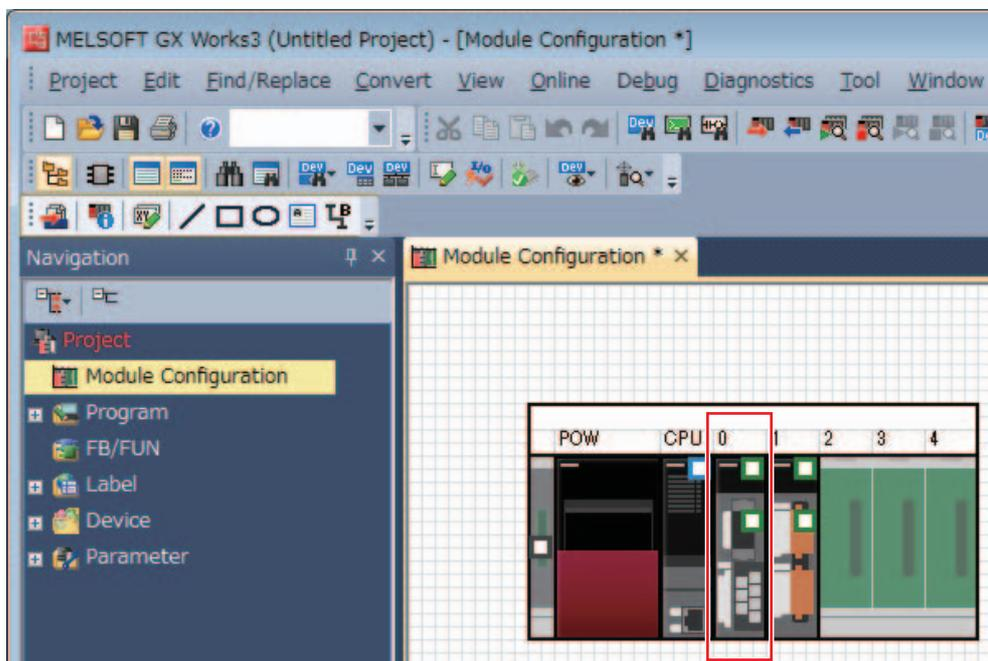 MELSOFT GX Works3 (Untitled Project) - [Module Configuration *]
Project Edit Find/Replace Convert View Online Debug Diagnostics Tool Window
Navigation
Module Configuration *
Project
Module Configuration
Program
FB/FUN
Label
Device
Parameter
POW CPU 0 1 2 3 4